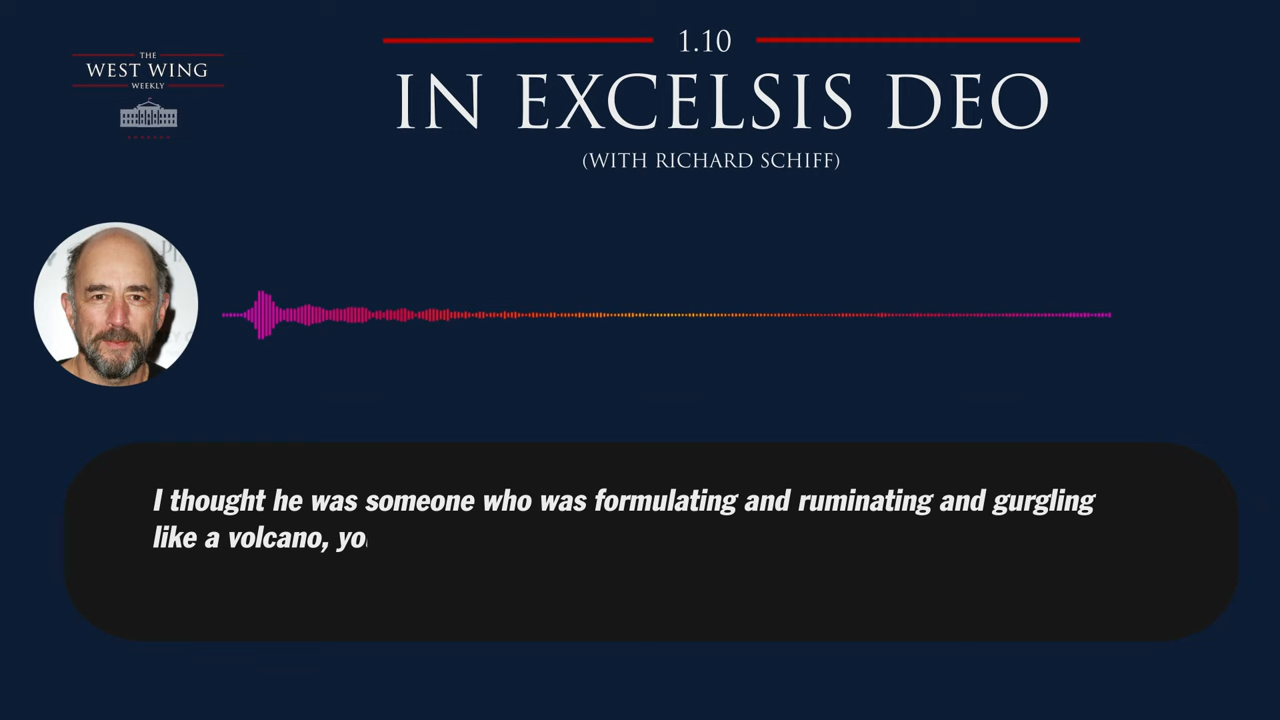 THE
WEST WING
WEEKLY
1.10
IN EXCELSIS DEO
(WITH RICHARD SCHIFF)
I thought he was someone who was formulating and ruminating and gurgling
like a volcano, yo